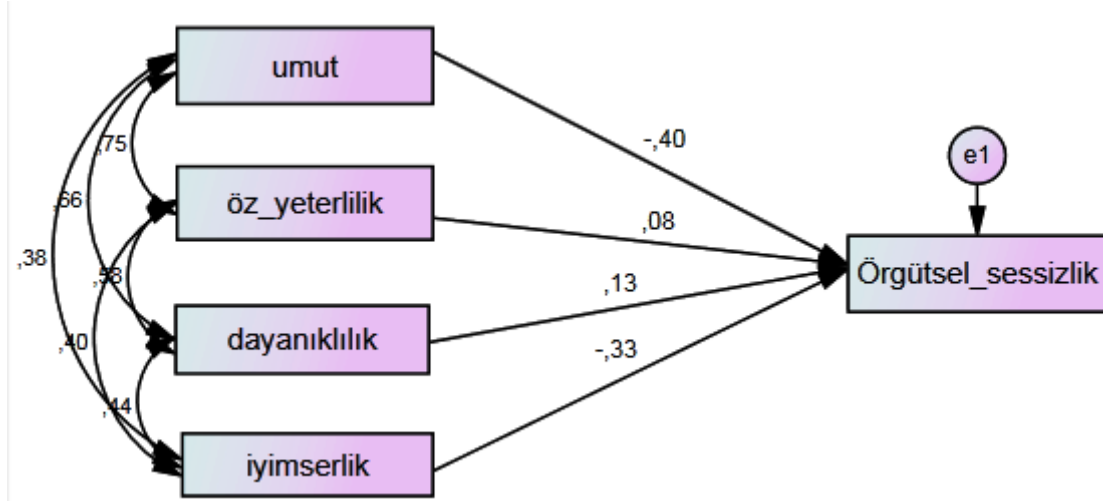 umut
-,40
e1
,75
öz_yeterlilik
,66
,08
,38
,58
Örgütsel_sessizlik
,13
dayanıklılık
,40
-,33
,44
iyimserlik